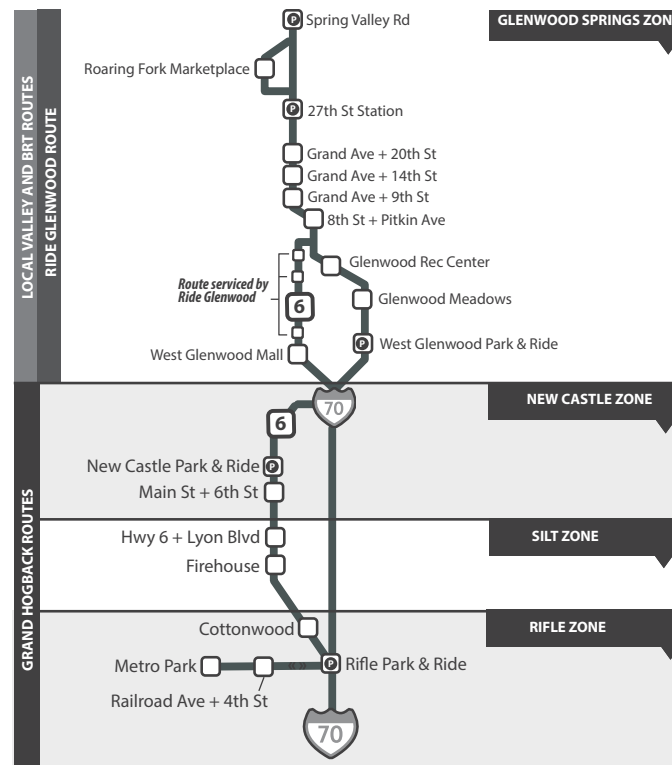 GLENWOOD SPRINGS ZON
Spring Valley Rd
Roaring Fork Marketplace
P
27th St Station
Grand Ave + 20th St
Grand Ave + 14th St
Grand Ave + 9th St
8th St + Pitkin Ave
Glenwood Rec Center
Route serviced by
Ride Glenwood
6
Glenwood Meadows
P
West Glenwood Park & Ride
West Glenwood Mall
LOCAL VALLEY AND BRT ROUTES
RIDE GLENWOOD ROUTE
NEW CASTLE ZONE
70
6
New Castle Park & Ride
P
Main St + 6th St
SILT ZONE
Hwy 6 + Lyon Blvd
Firehouse
RIFLE ZONE
Cottonwood
Metro Park
P
Rifle Park & Ride
Railroad Ave + 4th St
70
GRAND HOGBACK ROUTES
P